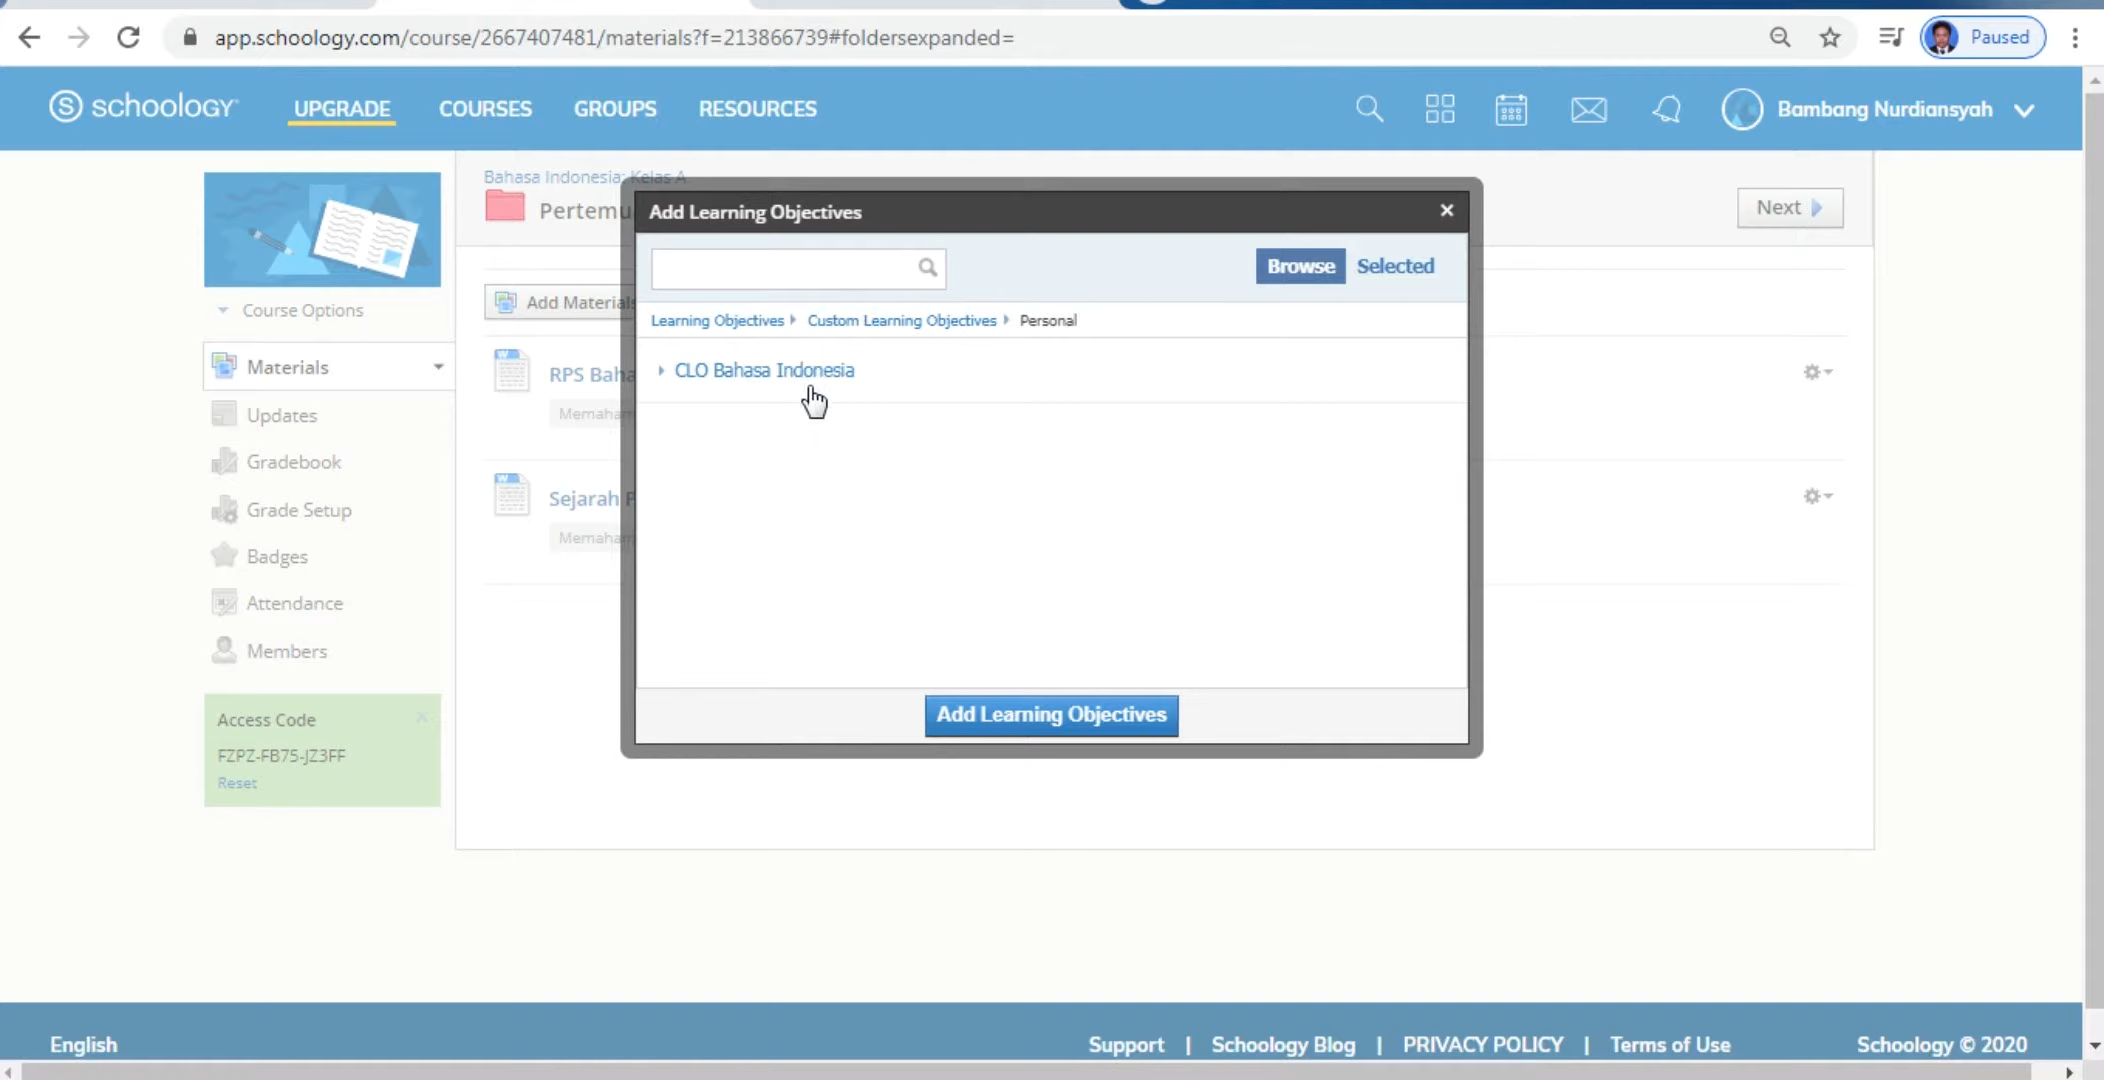 app.schoology.com/course/2667407481/materials?f=213866739#foldersexpanded=
Paused
schoology
UPGRADE
COURSES
GROUPS
RESOURCES
Bambang Nurdiansyah
Bahasa Indonesia: Kelas A
Pertemu
Next
Course Options
Materials
Updates
Gradebook
Grade Setup
Badges
Attendance
Members
Access Code
FZPZ-FB75-JZ3FF
Reset
Add Materials
RPS Baha
Memaham
Sejarah P
Memaham
Add Learning Objectives
Browse
Selected
Learning Objectives
Custom Learning Objectives
Personal
CLO Bahasa Indonesia
Add Learning Objectives
English
Support | Schoology Blog | PRIVACY POLICY | Terms of Use
Schoology © 2020